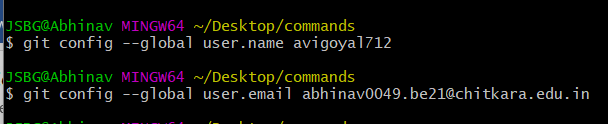 JSBG@Abhinav MINGW64 ~/Desktop/commands
$ git config --global user.name avigoyal712
JSBG@Abhinav MINGW64 ~/Desktop/commands
$ git config --global user.email abhinav0049.be21@chitkara.edu.in